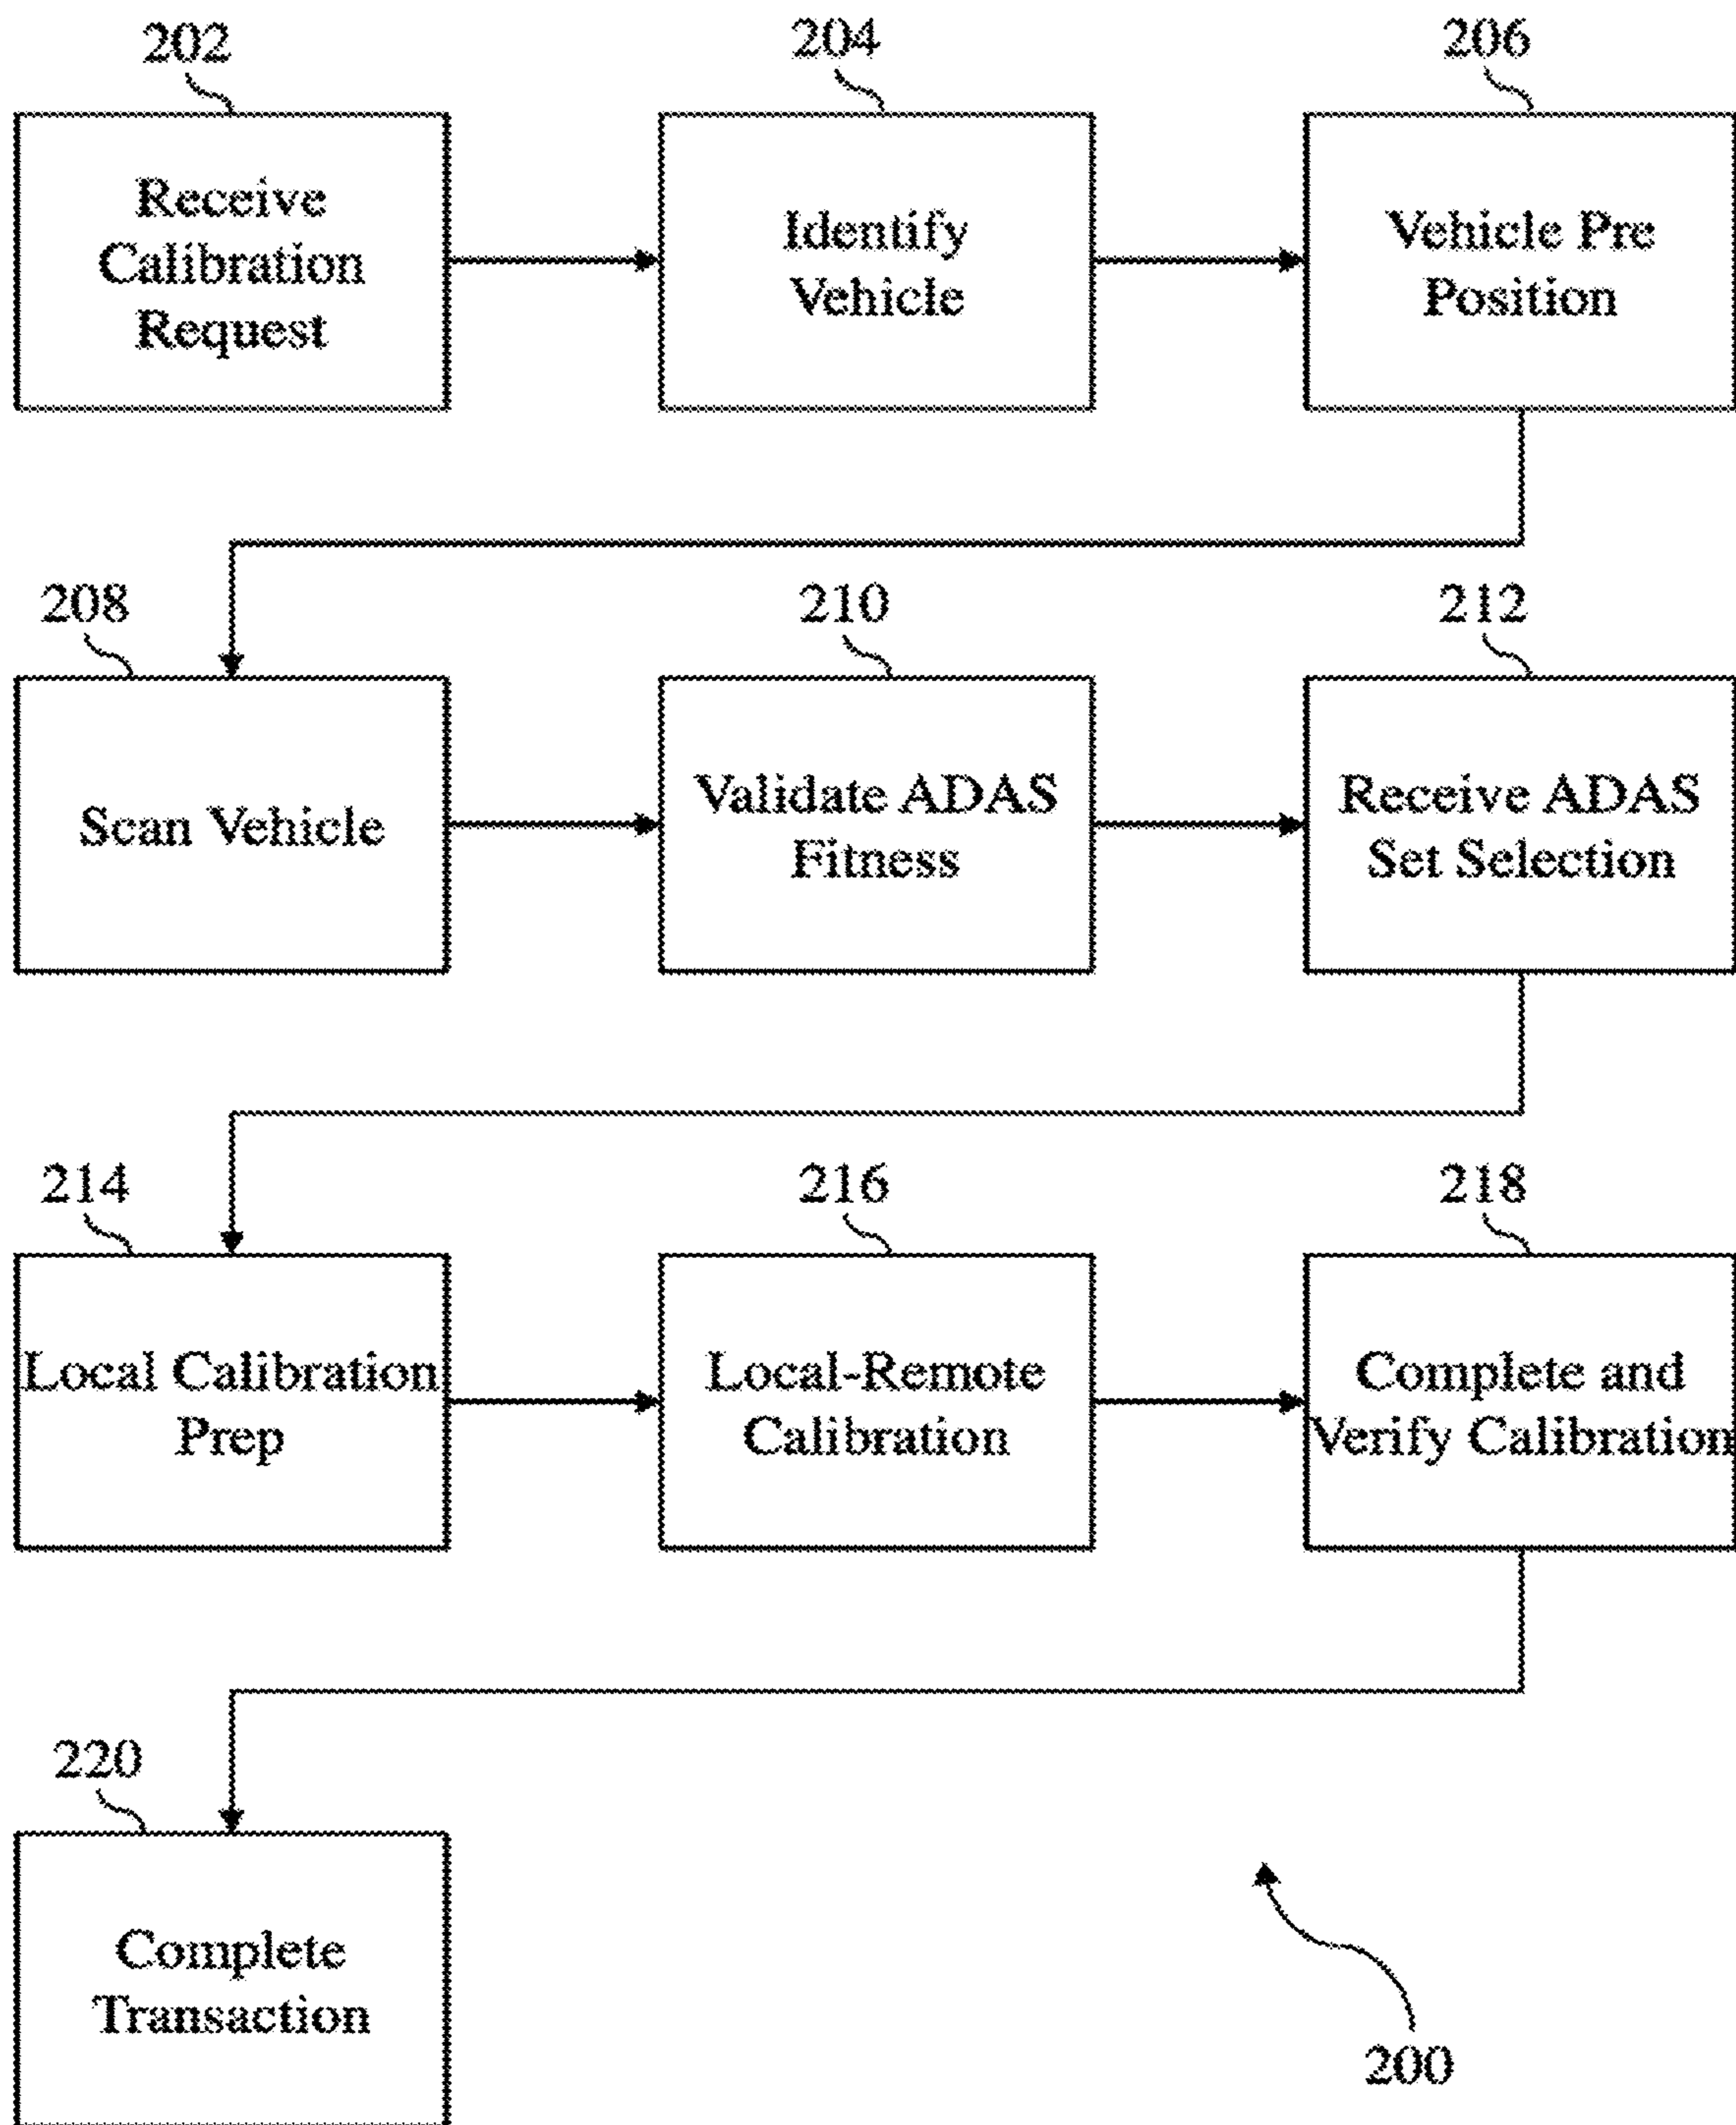 202
204
206
Receive
Calibration
Request
Identify
Vehicle
Vehicle Pre
Position
208
210
212
Scan Vehicle
Validate ADAS
Fitness
Receive ADAS
Set Selection
214
216
218
Local Calibration
Prep
Local-Remote
Calibration
Complete and
Verify Calibration
220
Complete
Transaction
200